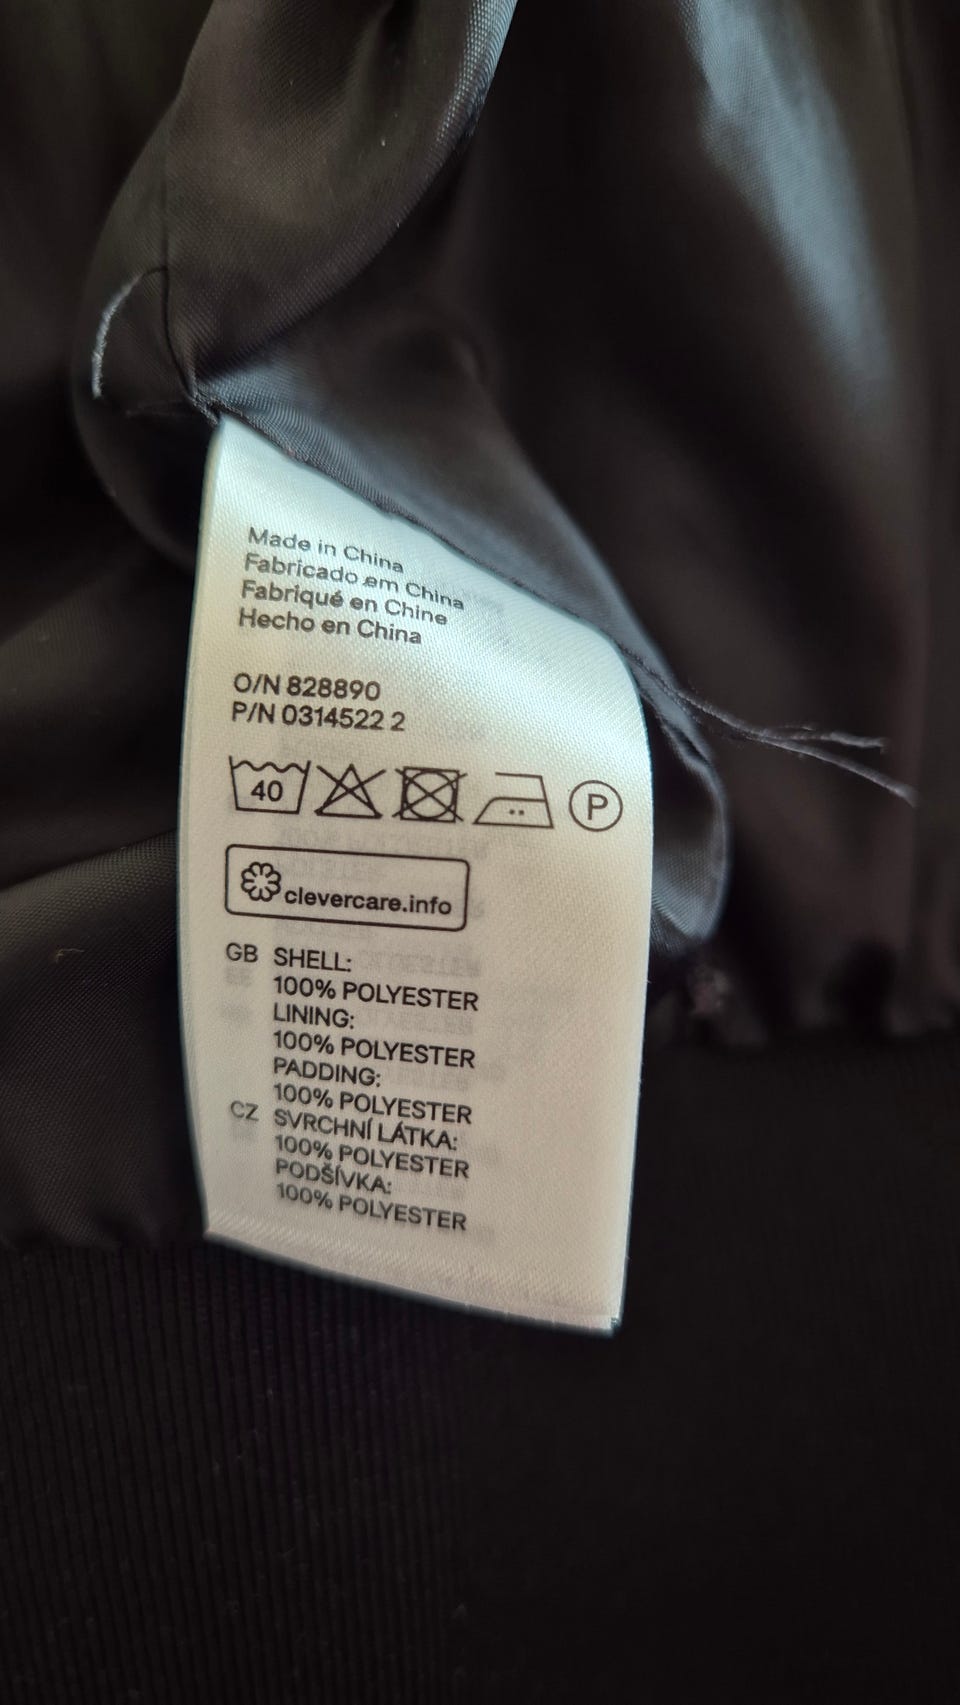 Made in China
Fabricado em China
Fabriqué en Chine
Hecho en China
O/N 828890
P/N 0314522 2
40 P
clevercare.info
GB SHELL:
100% POLYESTER
LINING:
100% POLYESTER
PADDING:
100% POLYESTER
CZ SVRCHNÍ LÁTKA:
100% POLYESTER
PODŠÍVKA:
100% POLYESTER